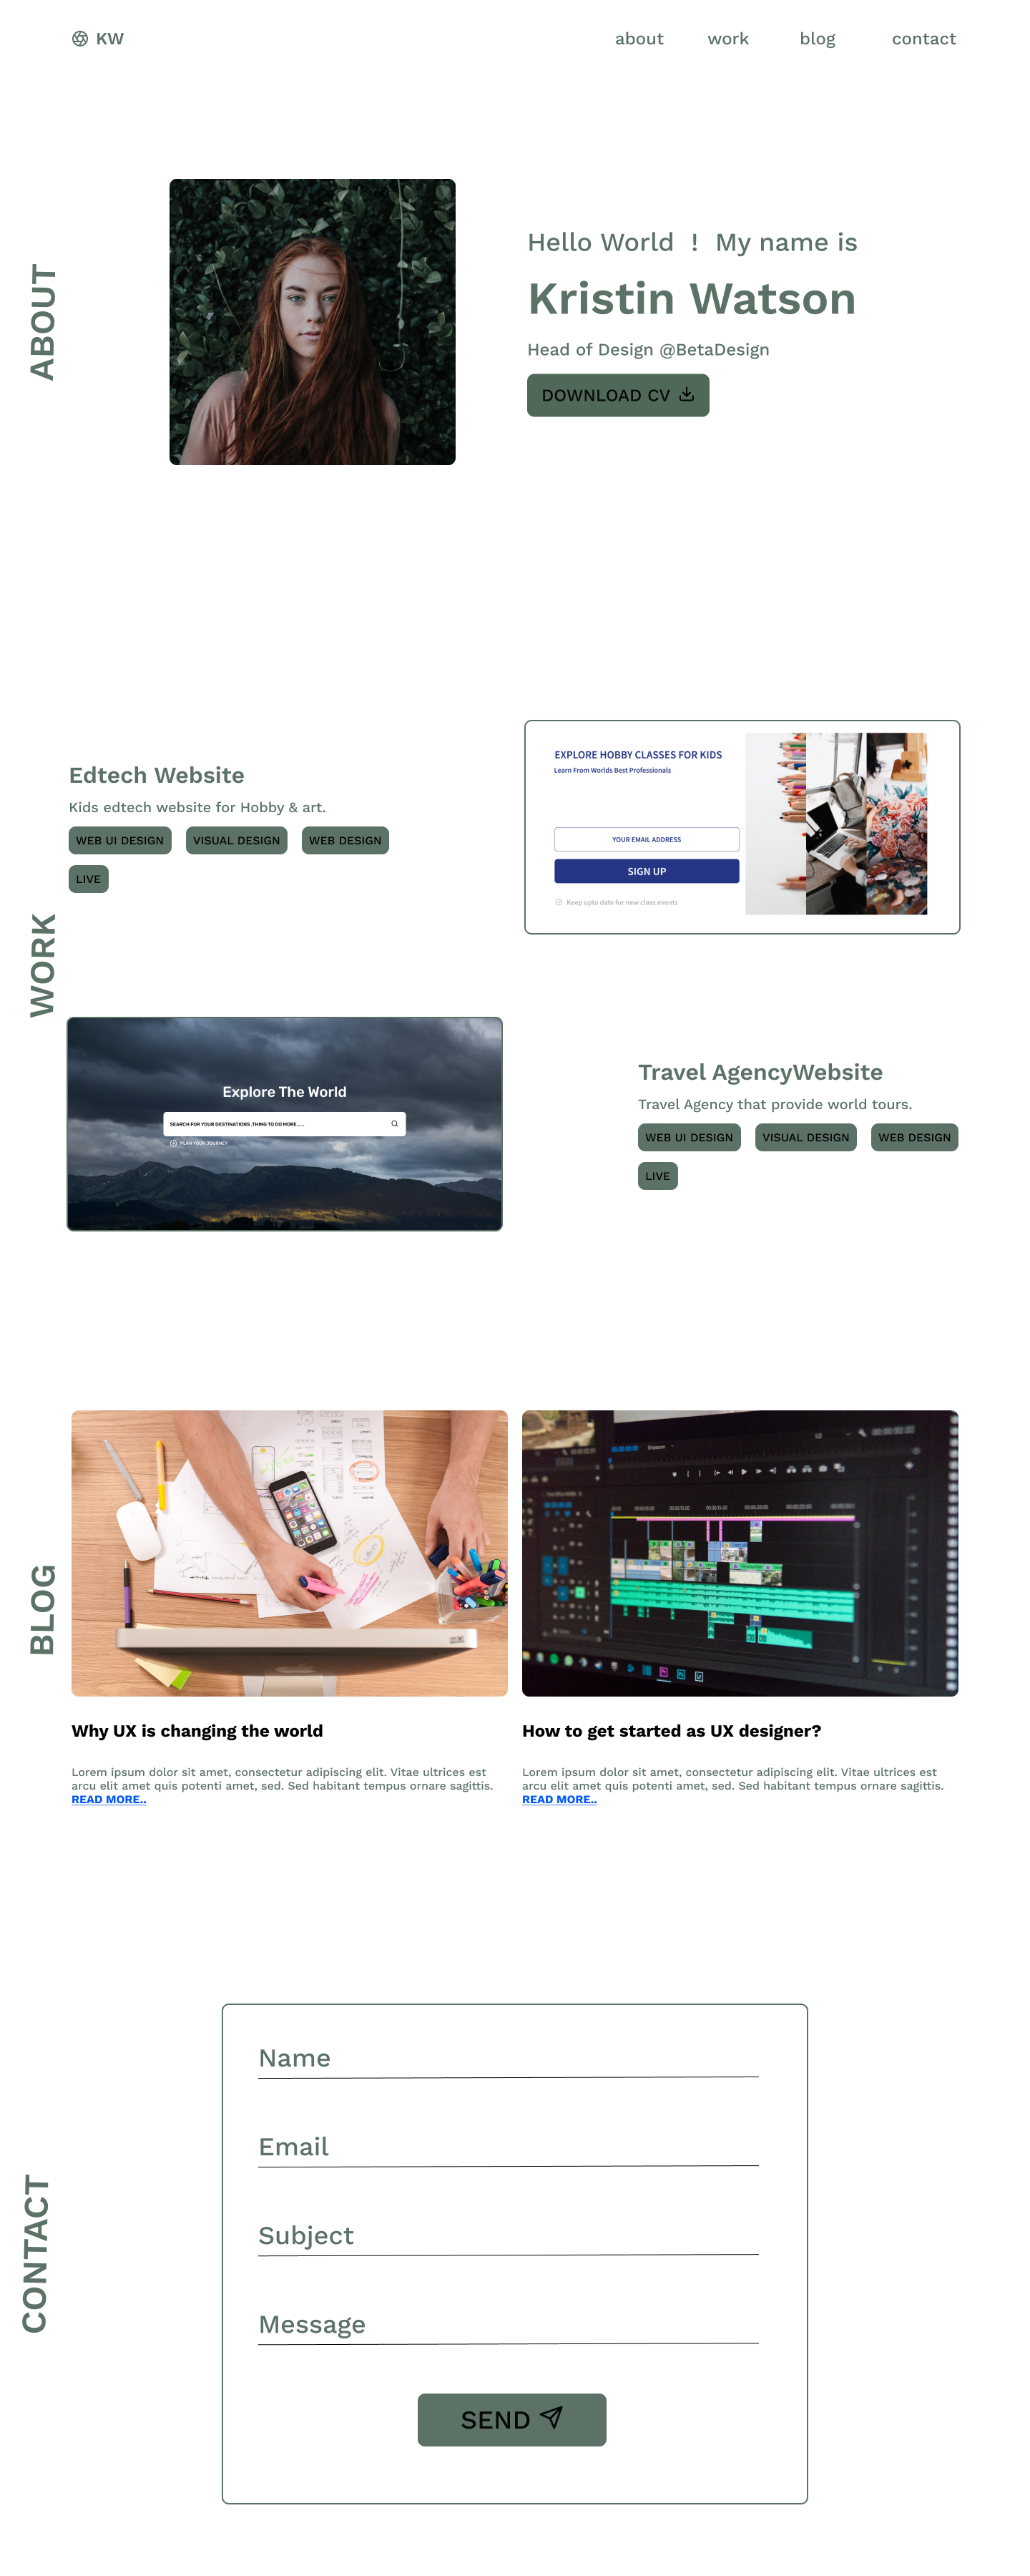 KW
about work blog contact
ABOUT
Hello World ! My name is
Kristin Watson
Head of Design @BetaDesign
DOWNLOAD CV
WORK
Edtech Website
Kids edtech website for Hobby & art.
WEB UI DESIGN VISUAL DESIGN WEB DESIGN
LIVE
EXPLORE HOBBY CLASSES FOR KIDS
Learn From Worlds Best Professionals
YOUR EMAIL ADDRESS
SIGN UP
Keep upto date for new class events
Explore The World
SEARCH FOR YOUR DESTINATIONS ,THING TO DO MORE......
PLAN YOUR JOURNEY
Travel AgencyWebsite
Travel Agency that provide world tours.
WEB UI DESIGN VISUAL DESIGN WEB DESIGN
LIVE
BLOG
Why UX is changing the world
Lorem ipsum dolor sit amet, consectetur adipiscing elit. Vitae ultrices est
arcu elit amet quis potenti amet, sed. Sed habitant tempus ornare sagittis.
READ MORE..
How to get started as UX designer?
Lorem ipsum dolor sit amet, consectetur adipiscing elit. Vitae ultrices est
arcu elit amet quis potenti amet, sed. Sed habitant tempus ornare sagittis.
READ MORE..
CONTACT
Name
Email
Subject
Message
SEND